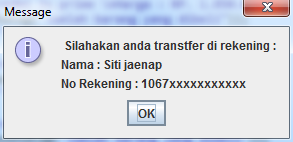 Message
Silahakan anda transtfer di rekening :
Nama : Siti jaenap
No Rekening : 1067xxxxxxxxxxx
OK